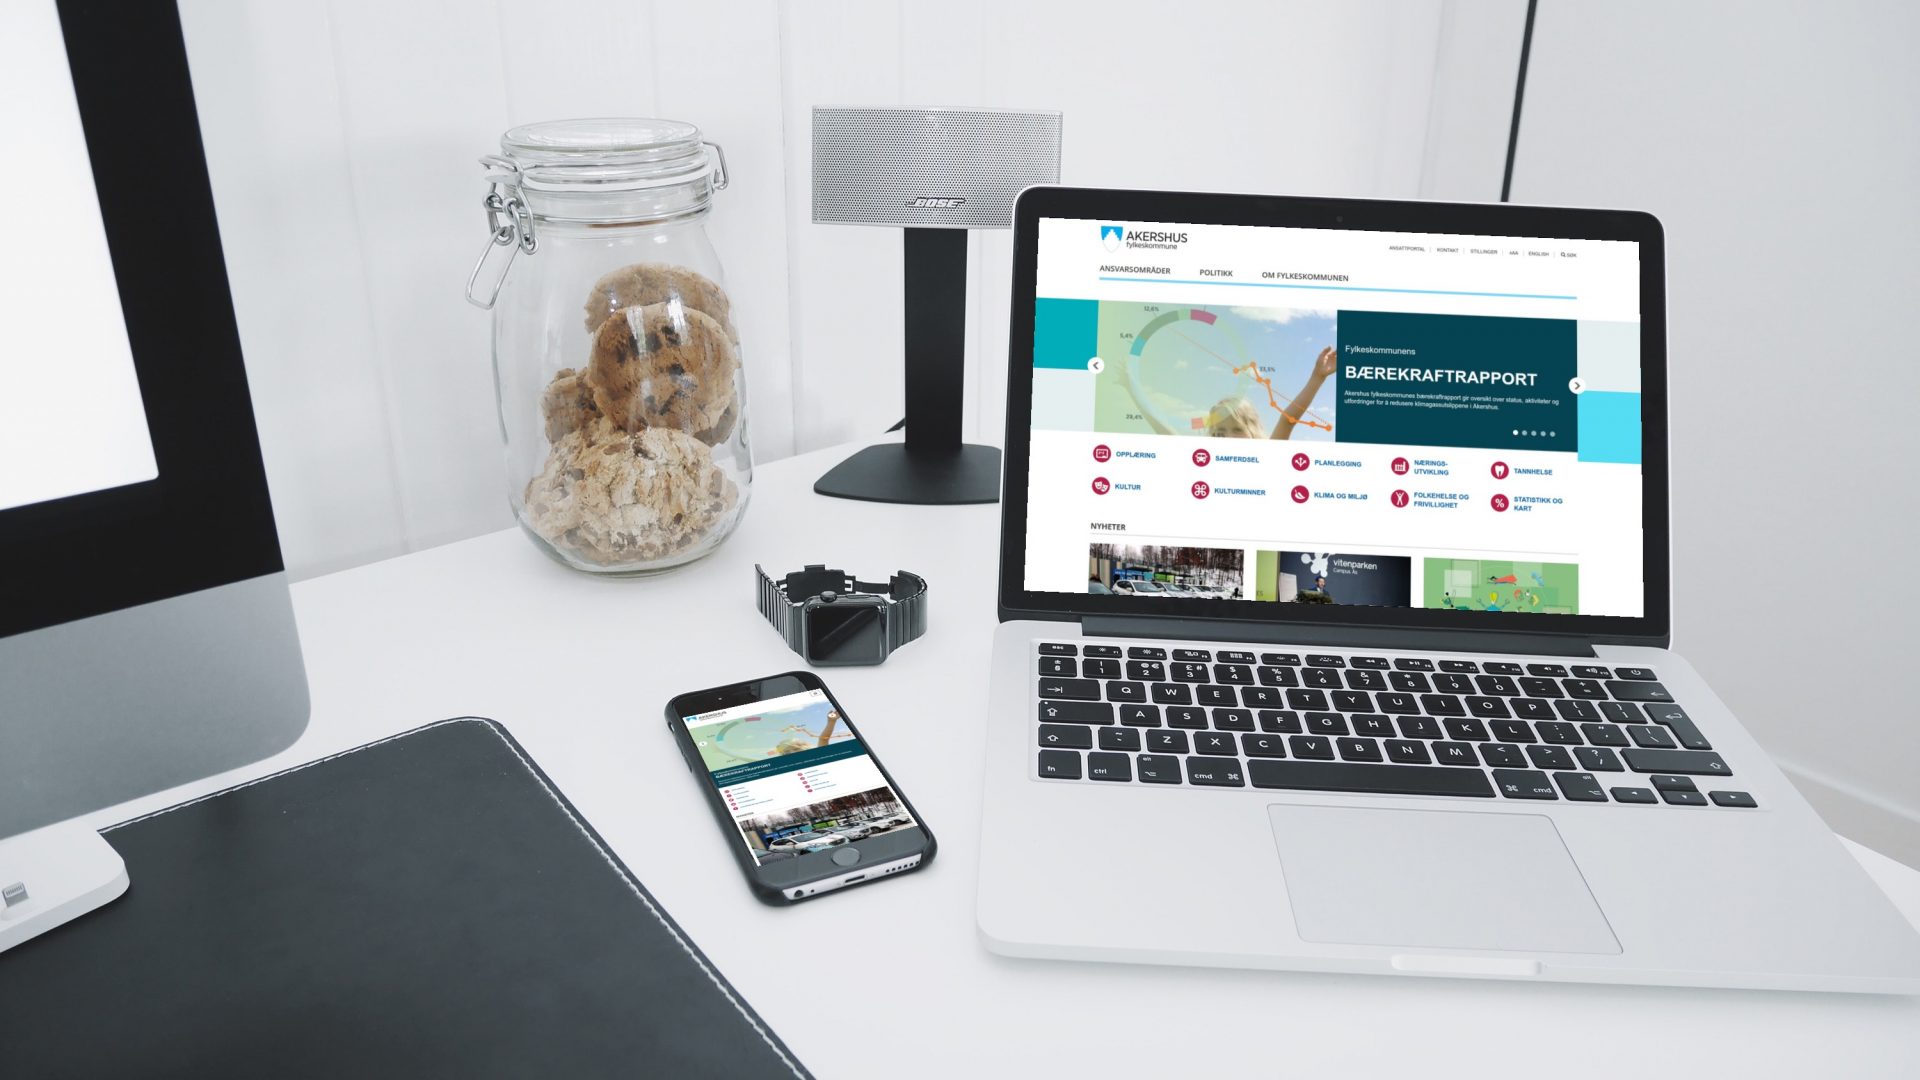 BOSE
AKERSHUS
fylkeskommune
ANSATTPORTAL | KONTAKT | STILLINGER | AAA | ENGLISH | SØK
ANSVARSOMRÅDER POLITIKK OM FYLKESKOMMUNEN
12,6%
5,4%
33,5%
28,4%
Fylkeskommunens
BÆREKRAFTRAPPORT
Akershus fylkeskommunes bærekraftrapport gir oversikt over status, aktiviteter og
utfordringer for å redusere klimagassutslippene i Akershus.
OPPLÆRING SAMFERDSEL PLANLEGGING NÆRINGS-
UTVIKLING TANNHELSE
KULTUR KULTURMINNER KLIMA OG MILJØ FOLKEHELSE OG
FRIVILLIGHET STATISTIKK OG
KART
NYHETER
vitenparken
Campus Ås
esc
Q W E R T Y U I O P
A S D F G H J K L
Z X C V B N M
fn ctrl alt cmd cmd alt
AKERSHUS
BÆREKRAFTRAPPORT
NYHETER